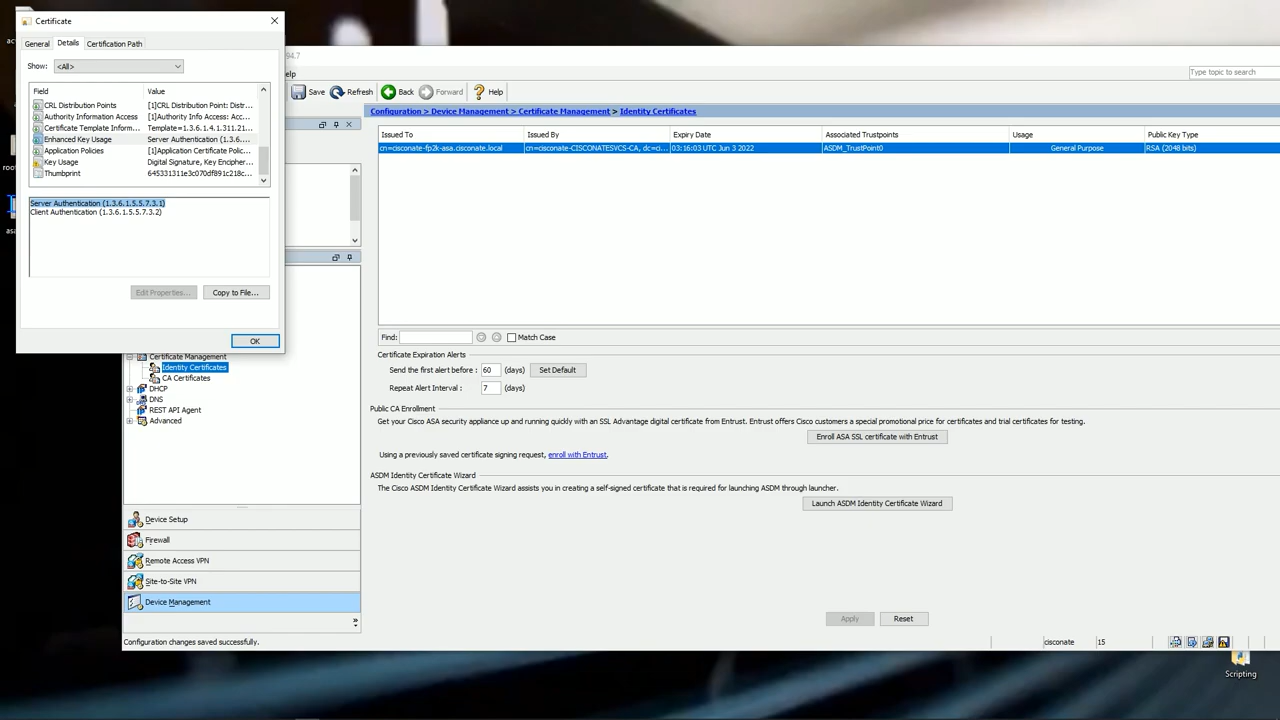 Certificate
General Details Certification Path
Show: <All>
Field Value
CRL Distribution Points [1]CRL Distribution Point: Distr...
Authority Information Access [1]Authority Info Access: Acc...
Certificate Template Inform... Template=1.3.6.1.4.1.311.21...
Enhanced Key Usage Server Authentication (1.3.6....
Application Policies [1]Application Certificate Polic...
Key Usage Digital Signature, Key Encipher...
Thumbprint 645331311e3c070df891c218c...
Server Authentication (1.3.6.1.5.5.7.3.1)
Client Authentication (1.3.6.1.5.5.7.3.2)
Edit Properties... Copy to File...
OK
94.7
elp
Type topic to search
Save Refresh Back Forward Help
Configuration > Device Management > Certificate Management > Identity Certificates
Issued To Issued By Expiry Date Associated Trustpoints Usage Public Key Type
cn=cisconate-fp2k-asa.cisconate.local cn=cisconate-CISCONATESVCS-CA, dc=ci... 03:16:03 UTC Jun 3 2022 ASDM_TrustPoint0 General Purpose RSA (2048 bits)
Find: Match Case
Certificate Expiration Alerts
Send the first alert before : 60 (days) Set Default
Repeat Alert Interval : 7 (days)
Public CA Enrollment
Get your Cisco ASA security appliance up and running quickly with an SSL Advantage digital certificate from Entrust. Entrust offers Cisco customers a special promotional price for certificates and trial certificates for testing.
Enroll ASA SSL certificate with Entrust
Using a previously saved certificate signing request, enroll with Entrust.
ASDM Identity Certificate Wizard
The Cisco ASDM Identity Certificate Wizard assists you in creating a self-signed certificate that is required for launching ASDM through launcher.
Launch ASDM Identity Certificate Wizard
Apply Reset
Certificate Management
Identity Certificates
CA Certificates
DHCP
DNS
REST API Agent
Advanced
Device Setup
Firewall
Remote Access VPN
Site-to-Site VPN
Device Management
Configuration changes saved successfully. cisconate 15
Scripting